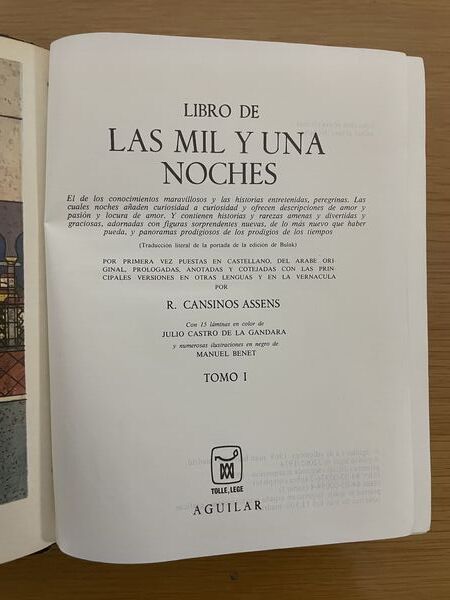 LIBRO DE
LAS MIL Y UNA
NOCHES
El de los conocimientos maravillosos y las historias entretenidas, peregrinas. Las
cuales noches añaden curiosidad a curiosidad y ofrecen descripciones de amor y
pasión y locura de amor. Y contienen historias y rarezas amenas y divertidas y
graciosas, adornadas con figuras sorprendentes nuevas, de lo más nuevo que haber
pueda, y panoramas prodigiosos de los prodigios de los tiempos
(Traducción literal de la portada de la edición de Bulak)
POR PRIMERA VEZ PUESTAS EN CASTELLANO, DEL ARABE ORI
GINAL, PROLOGADAS, ANOTADAS Y COTEJADAS CON LAS PRIN
CIPALES VERSIONES EN OTRAS LENGUAS Y EN LA VERNACULA
POR
R. CANSINOS ASSENS
Con 15 láminas en color de
JULIO CASTRO DE LA GANDARA
y numerosas ilustraciones en negro de
MANUEL BENET
TOMO I
TOLLE, LEGE
AGUILAR